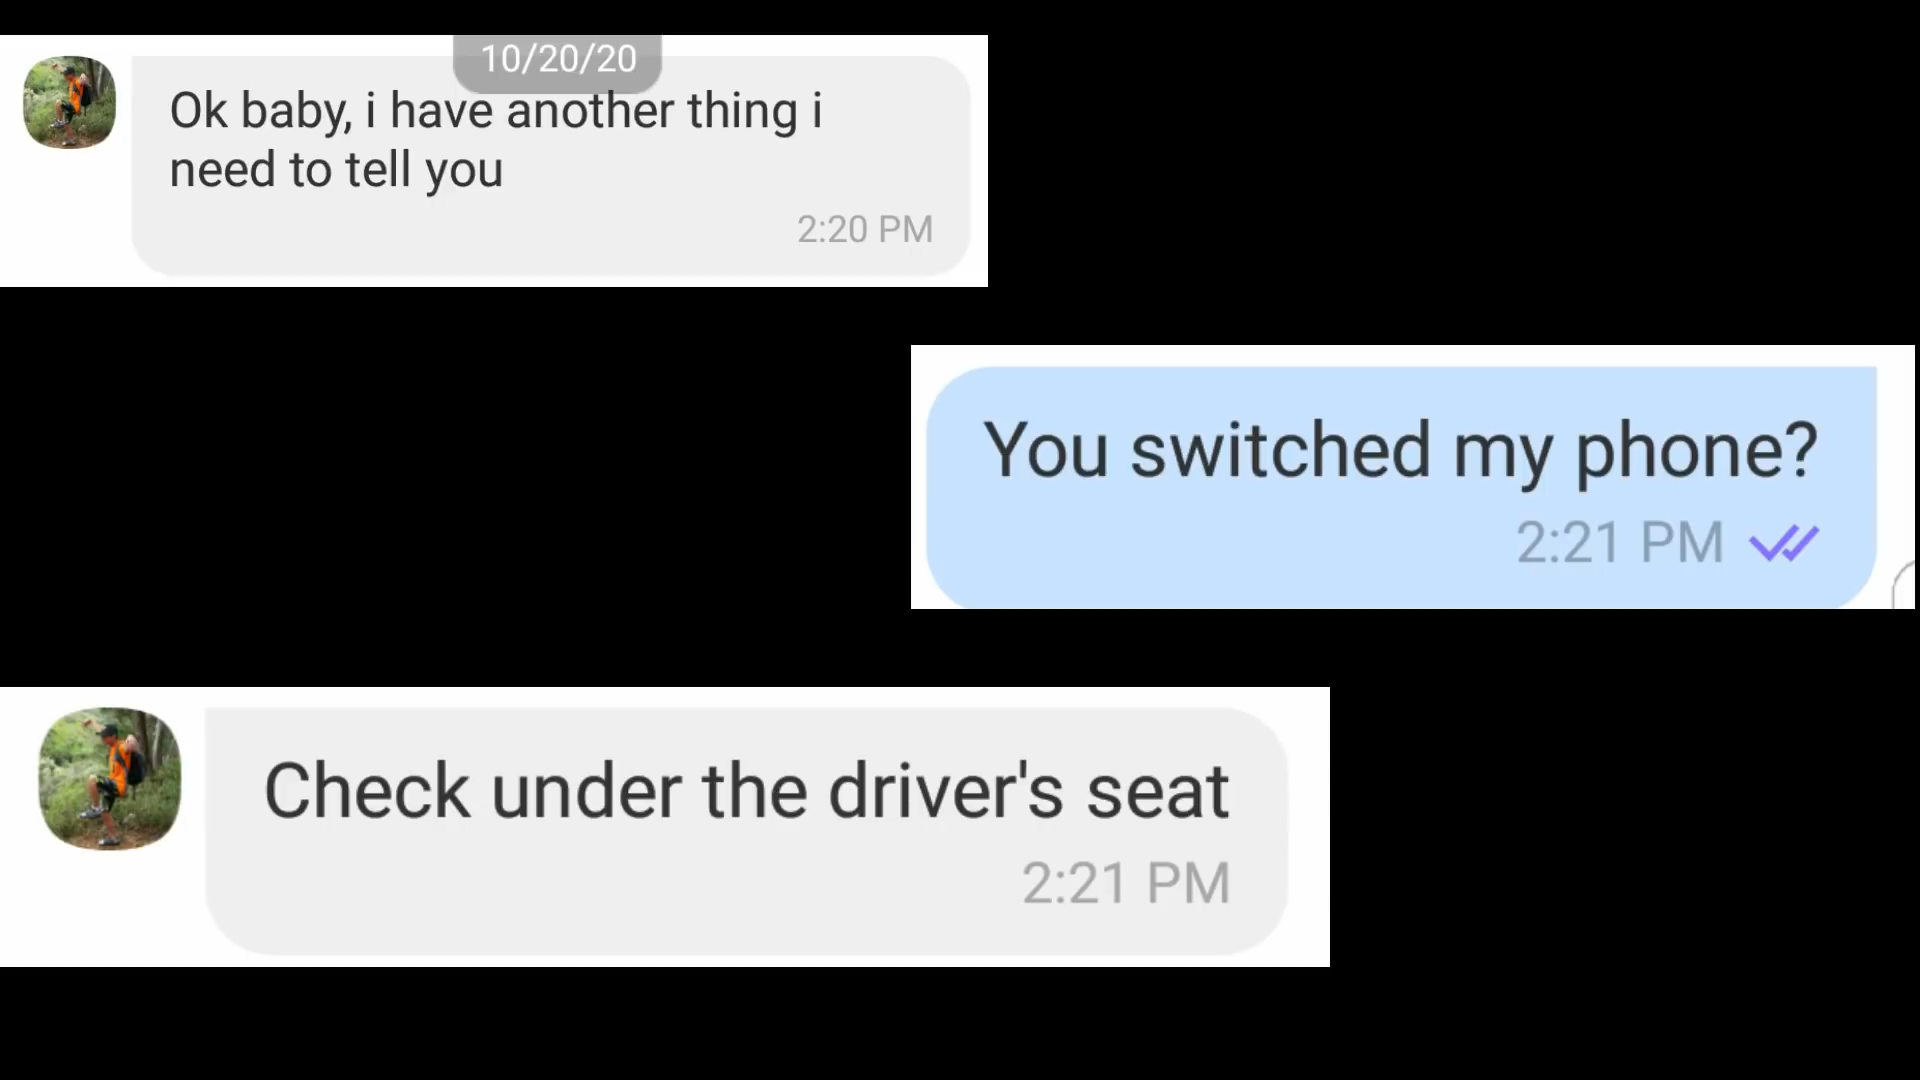 10/20/20
Ok baby, i have another thing i
need to tell you
2:20 PM
You switched my phone?
2:21 PM
Check under the driver's seat
2:21 PM